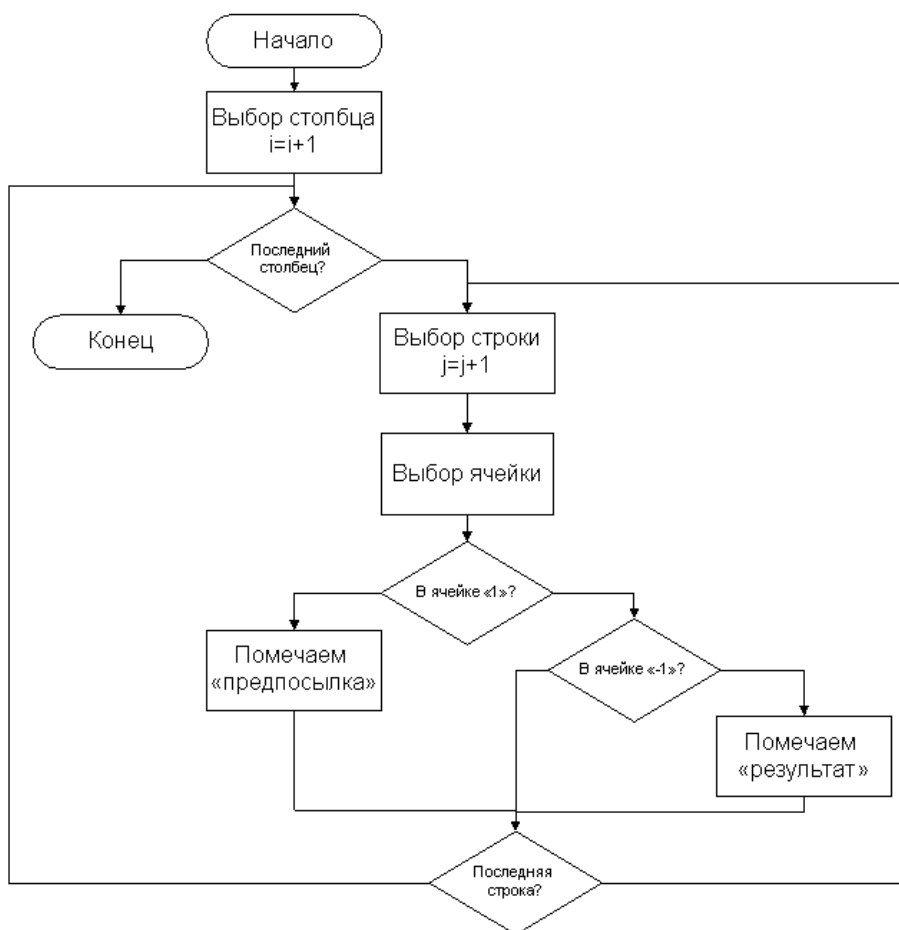 Начало
Выбор столбца
i=i+1
Последний
столбец?
Конец
Выбор строки
j=j+1
Выбор ячейки
В ячейке «1»?
Помечаем
«предпосылка»
В ячейке «-1»?
Помечаем
«результат»
Последняя
строка?